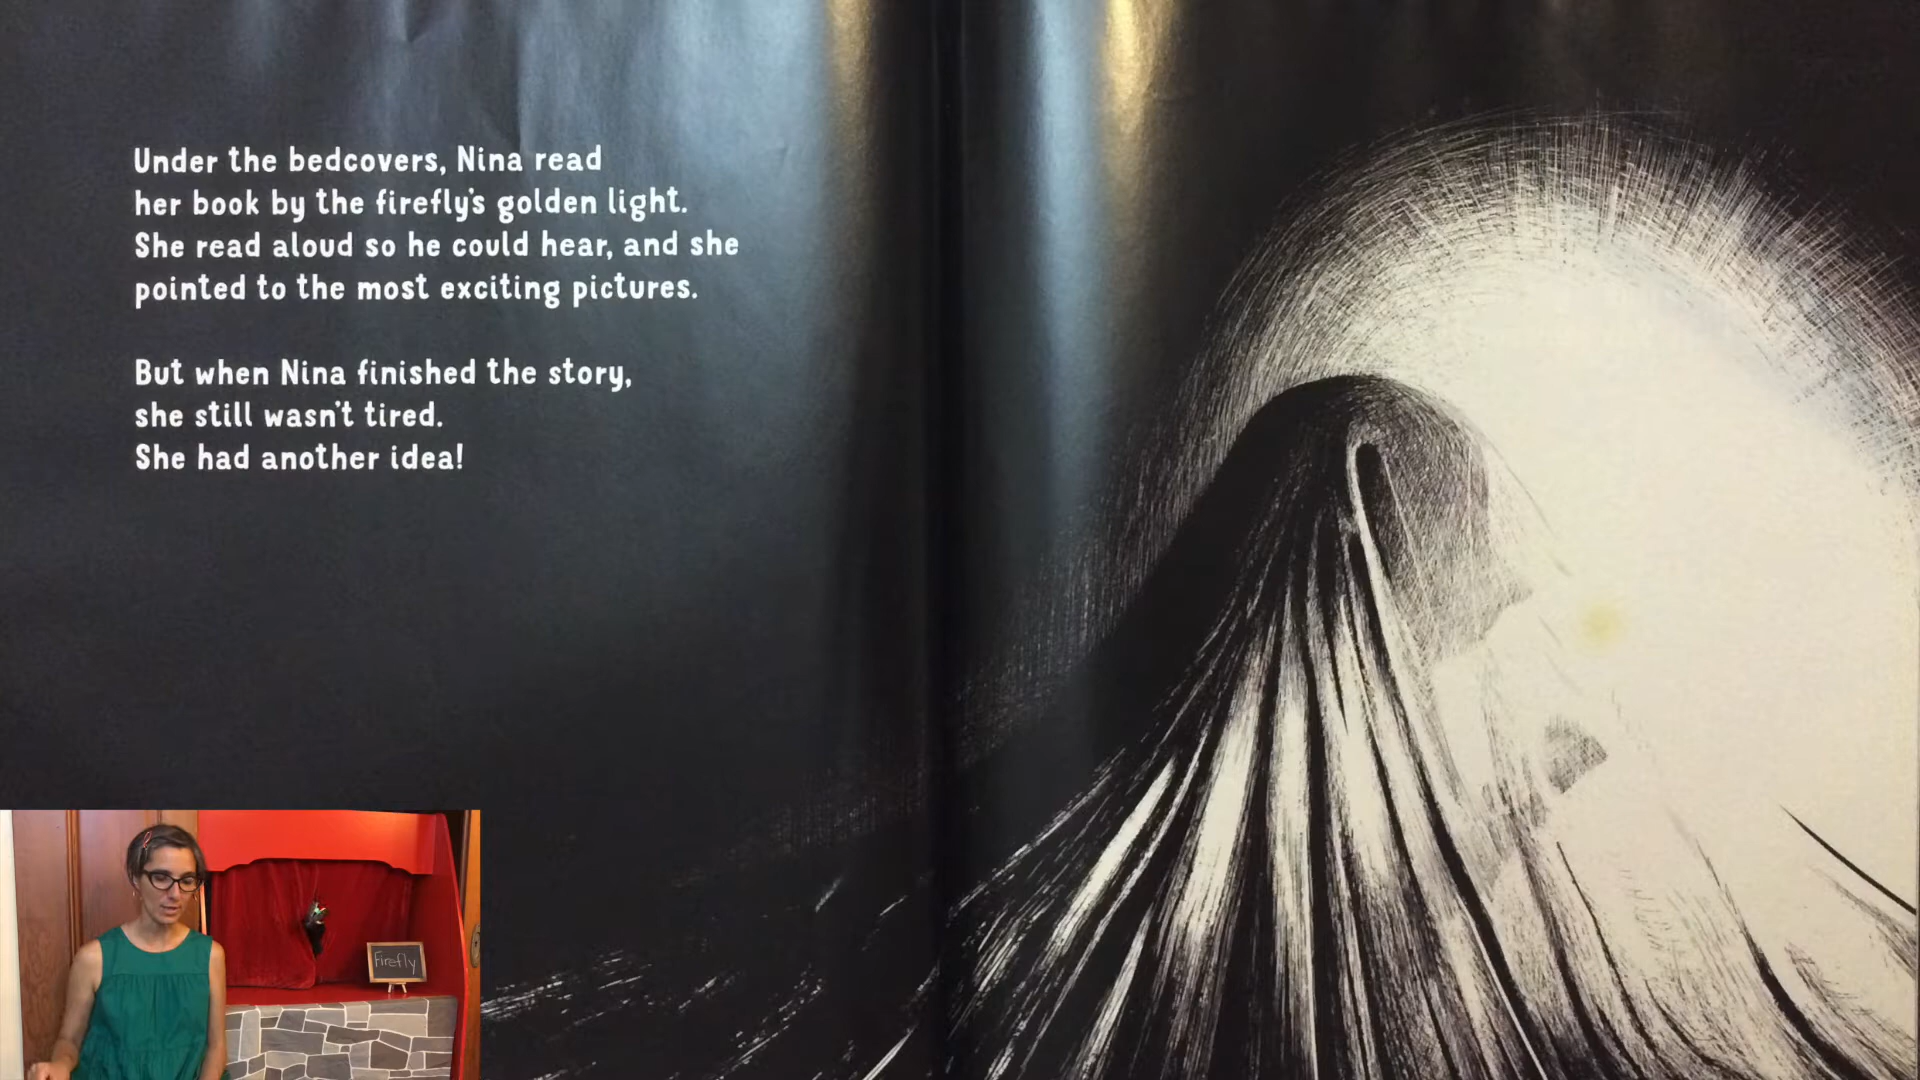 Under the bedcovers, Nina read
her book by the firefly's golden light.
She read aloud so he could hear, and she
pointed to the most exciting pictures.
But when Nina finished the story,
she still wasn't tired.
She had another idea!
Firefly